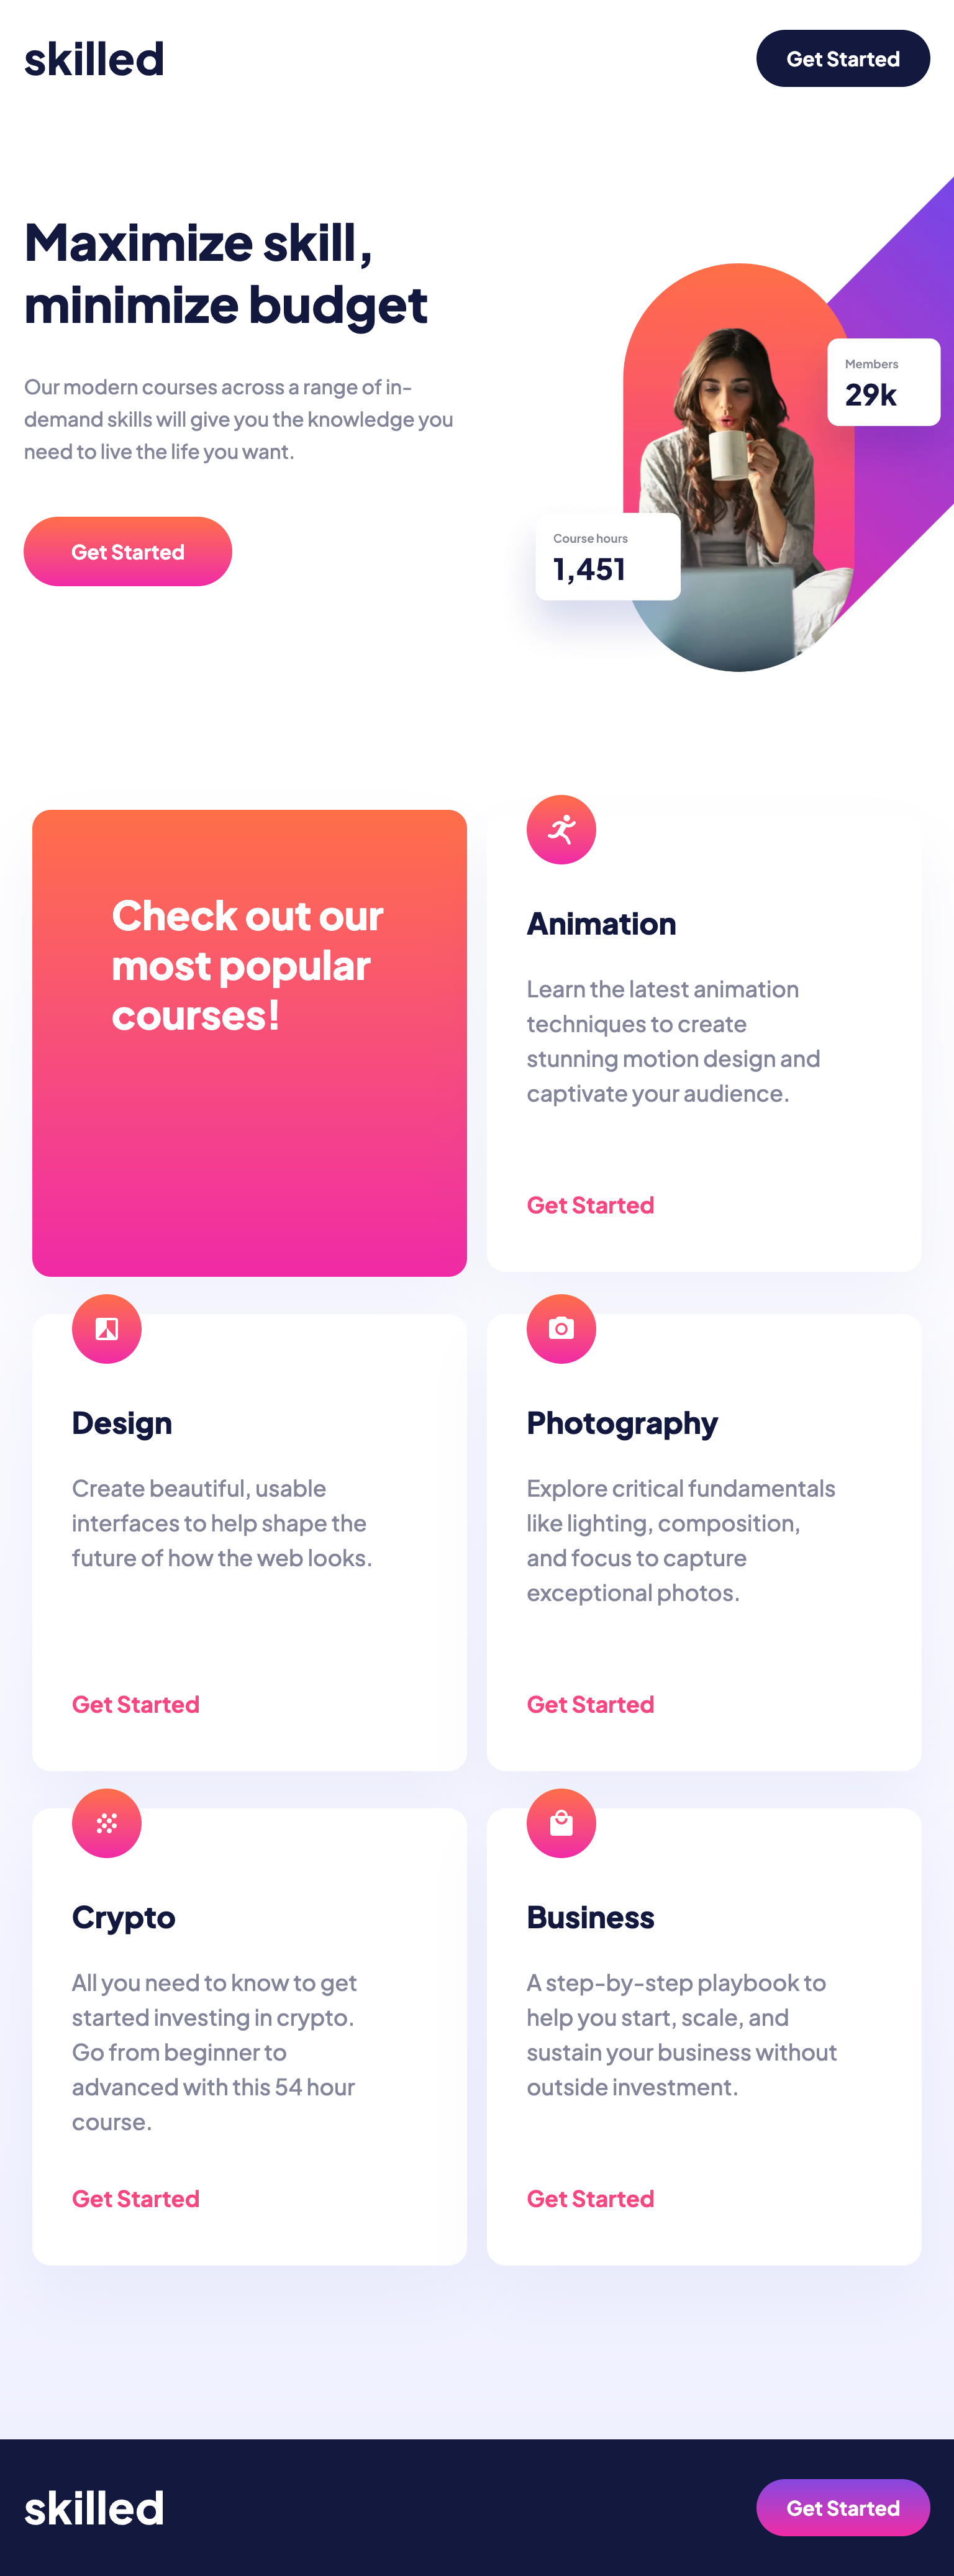 skilled
Get Started
Maximize skill,
minimize budget
Our modern courses across a range of in-
demand skills will give you the knowledge you
need to live the life you want.
Get Started
Members
29k
Course hours
1,451
Check out our
most popular
courses!
Animation
Learn the latest animation
techniques to create
stunning motion design and
captivate your audience.
Get Started
Design
Create beautiful, usable
interfaces to help shape the
future of how the web looks.
Get Started
Photography
Explore critical fundamentals
like lighting, composition,
and focus to capture
exceptional photos.
Get Started
Crypto
All you need to know to get
started investing in crypto.
Go from beginner to
advanced with this 54 hour
course.
Get Started
Business
A step-by-step playbook to
help you start, scale, and
sustain your business without
outside investment.
Get Started
skilled
Get Started